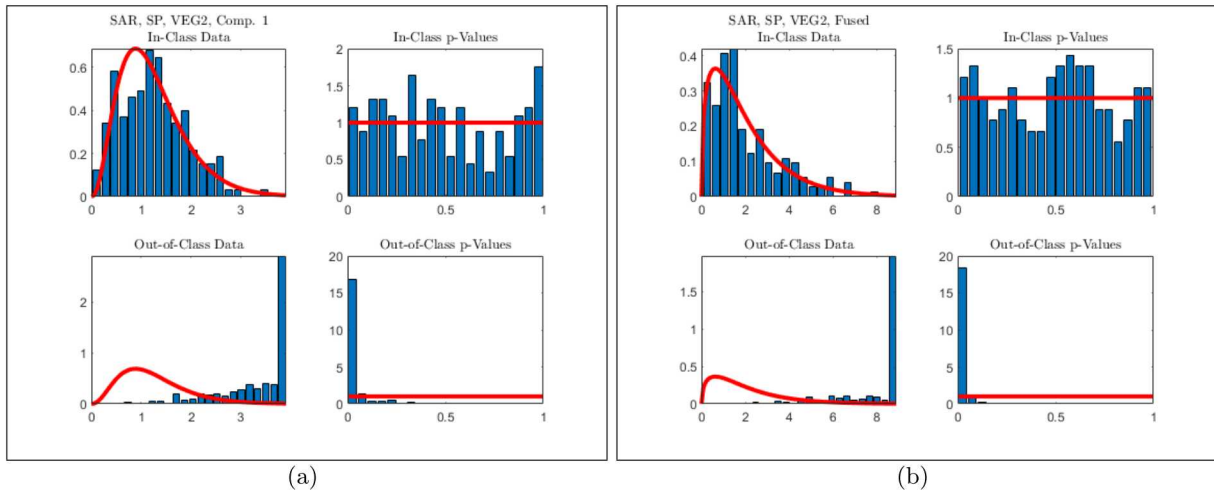 SAR, SP, VEG2, Comp. 1
In-Class Data
In-Class p-Values
0.6
0.4
0.2
0
0 1 2 3
2
1.5
1
0.5
0
0 0.5 1
Out-of-Class Data
Out-of-Class p-Values
2
1
0
0 1 2 3
20
15
10
5
0
0 0.5 1
(a)
SAR, SP, VEG2, Fused
In-Class Data
In-Class p-Values
0.4
0.3
0.2
0.1
0
0 2 4 6 8
1.5
1
0.5
0
0 0.5 1
Out-of-Class Data
Out-of-Class p-Values
1.5
1
0.5
0
0 2 4 6 8
20
15
10
5
0
0 0.5 1
(b)